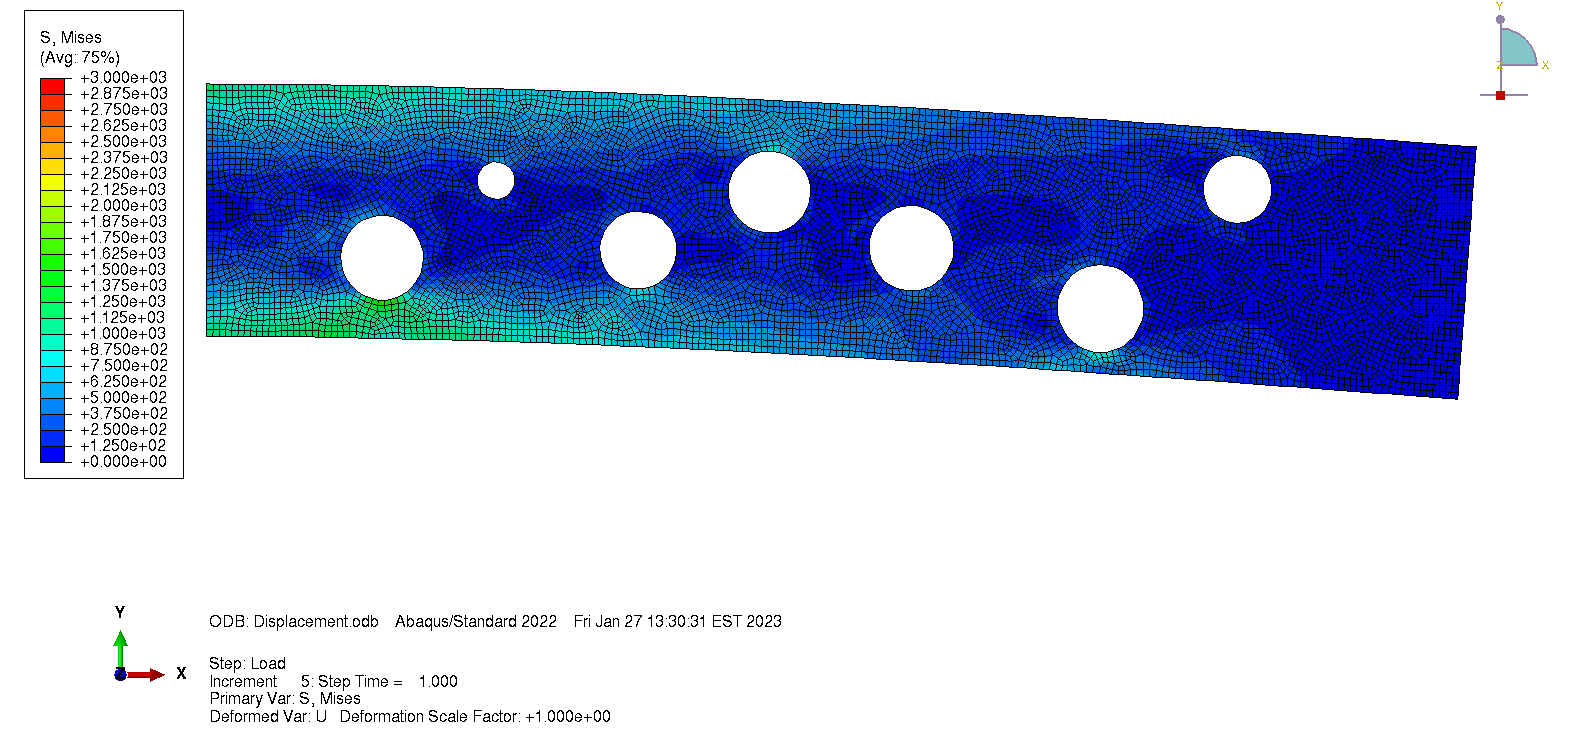 S, Mises
(Avg: 75%)
+3.000e+03
+2.875e+03
+2.750e+03
+2.625e+03
+2.500e+03
+2.375e+03
+2.250e+03
+2.125e+03
+2.000e+03
+1.875e+03
+1.750e+03
+1.625e+03
+1.500e+03
+1.375e+03
+1.250e+03
+1.125e+03
+1.000e+03
+8.750e+02
+7.500e+02
+6.250e+02
+5.000e+02
+3.750e+02
+2.500e+02
+1.250e+02
+0.000e+00
Y
Z
X
Y
Z
X
ODB: Displacement.odb    Abaqus/Standard 2022    Fri Jan 27 13:30:31 EST 2023
Step: Load
Increment     5: Step Time =    1.000
Primary Var: S, Mises
Deformed Var: U   Deformation Scale Factor: +1.000e+00